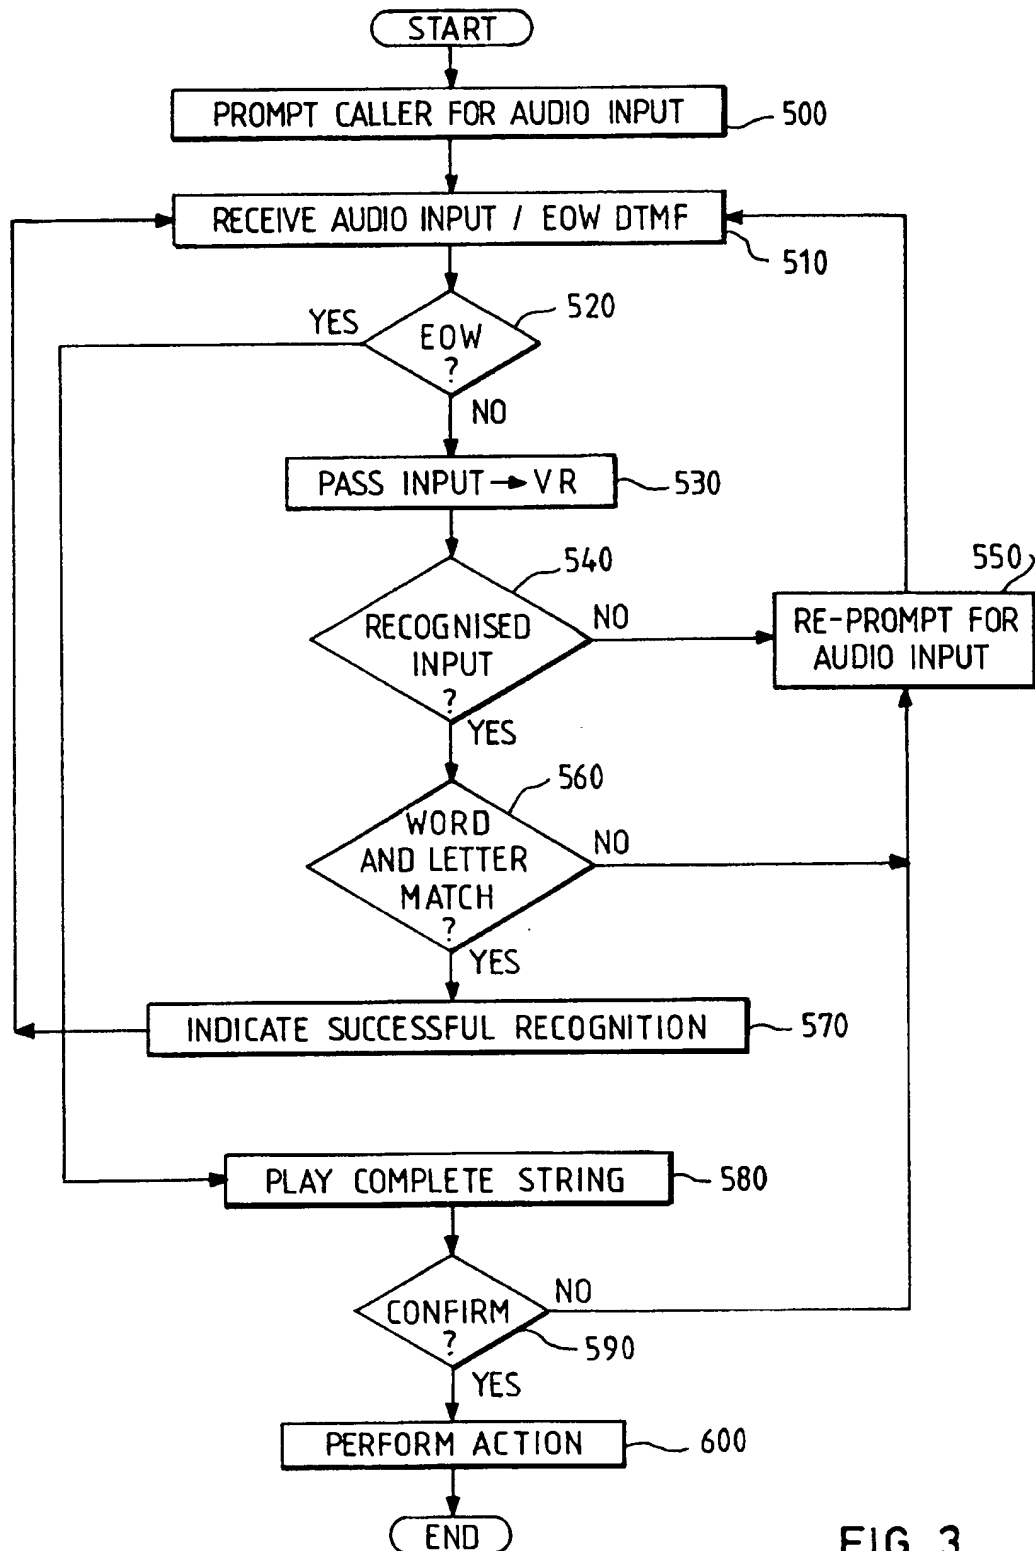 START
PROMPT CALLER FOR AUDIO INPUT
500
RECEIVE AUDIO INPUT / EOW DTMF
510
520
YES
EOW
?
NO
PASS INPUT → VR
530
540
550
RECOGNISED
INPUT
?
NO
RE-PROMPT FOR
AUDIO INPUT
YES
560
WORD
AND LETTER
MATCH
?
NO
YES
INDICATE SUCCESSFUL RECOGNITION
570
PLAY COMPLETE STRING
580
CONFIRM
?
NO
590
YES
PERFORM ACTION
600
END
FIG. 3